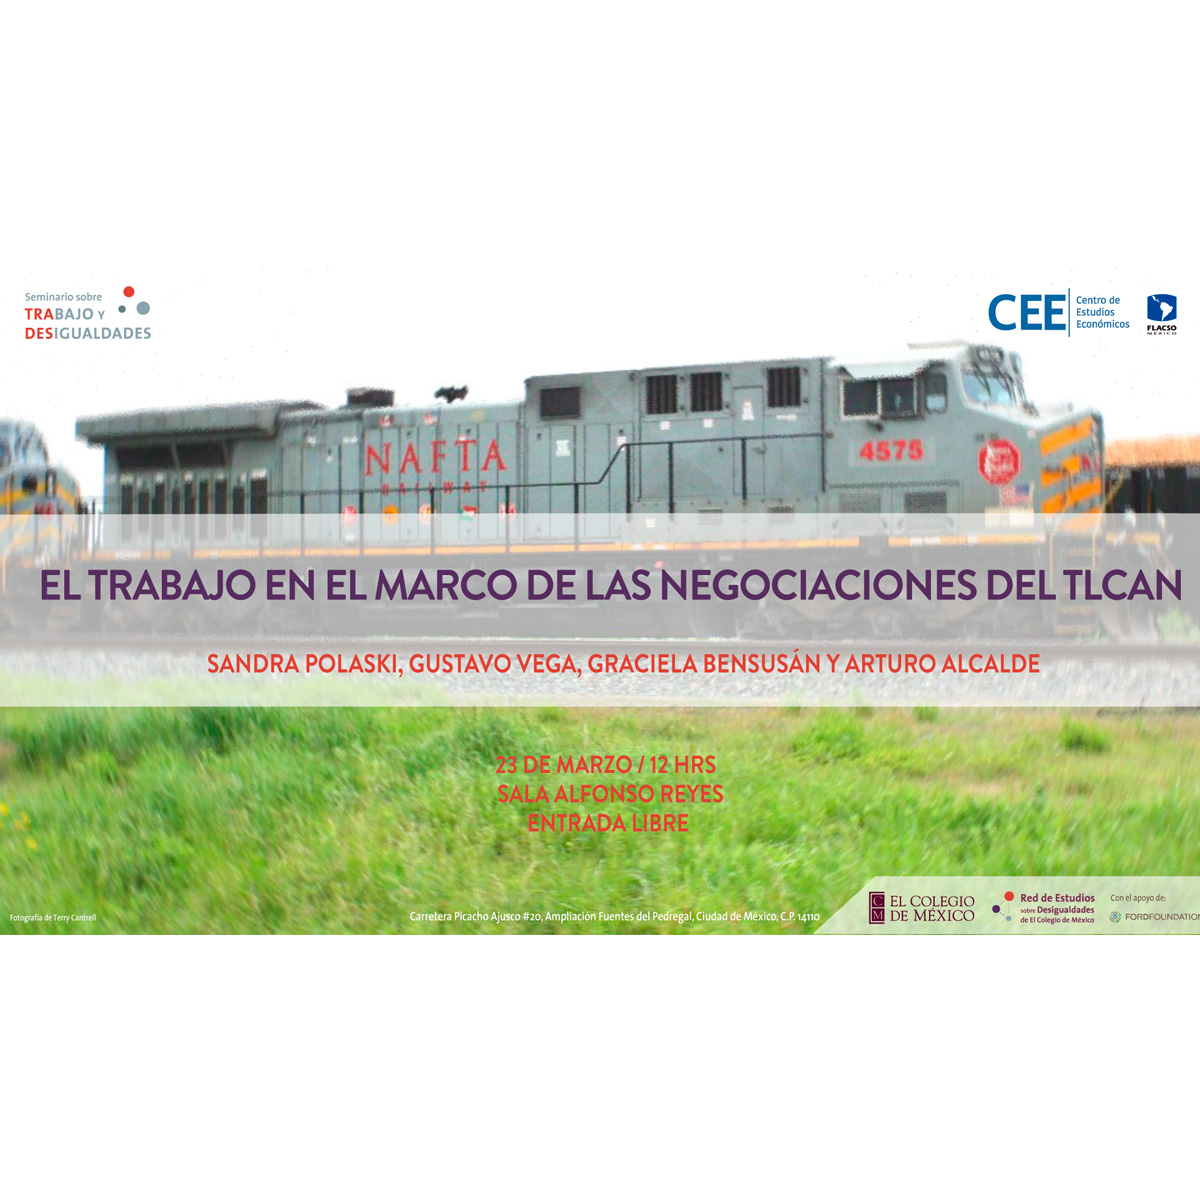 Seminario sobre
TRABAJO Y
DESIGUALDADES
CEE
Centro de
Estudios
Económicos
FLACSO
MÉXICO
NAFTA
RAILWAY
4575
EL TRABAJO EN EL MARCO DE LAS NEGOCIACIONES DEL TLCAN
SANDRA POLASKI, GUSTAVO VEGA, GRACIELA BENSUSÁN Y ARTURO ALCALDE
23 DE MARZO / 12 HRS
SALA ALFONSO REYES
ENTRADA LIBRE
Fotografía de Terry Cantrell
Carretera Picacho Ajusco #20, Ampliación Fuentes del Pedregal, Ciudad de México, C.P. 14110
CM
EL COLEGIO
DE MÉXICO
Red de Estudios
sobre Desigualdades
de El Colegio de México
Con el apoyo de:
FORDFOUNDATION